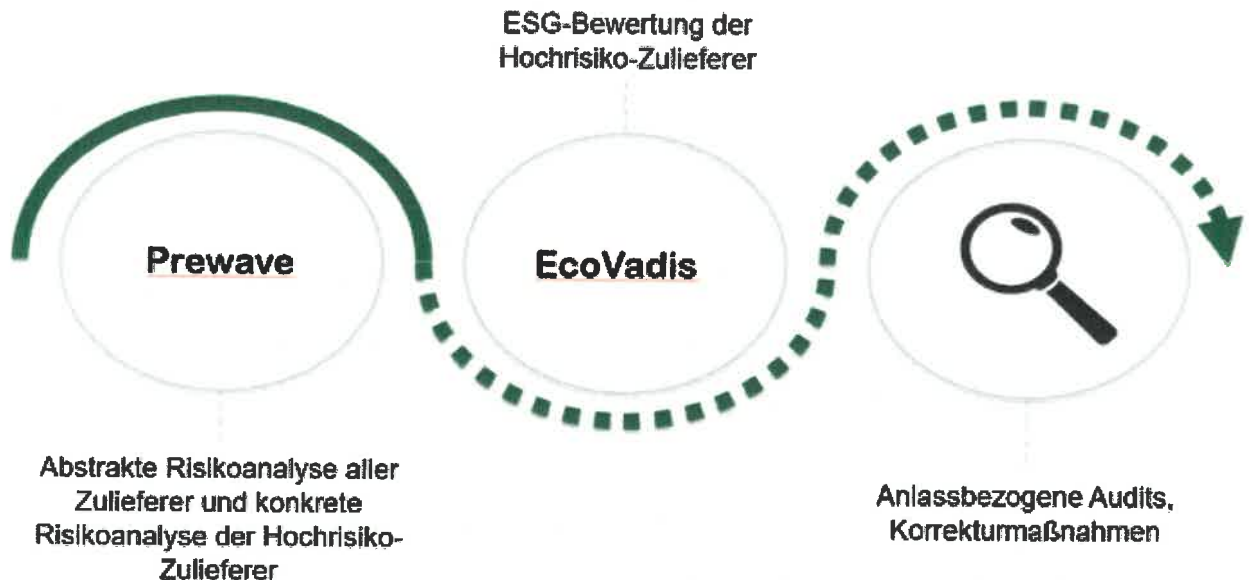 ESG-Bewertung der
Hochrisiko-Zulieferer
Prewave
EcoVadis
Abstrakte Risikoanalyse aller
Zulieferer und konkrete
Risikoanalyse der Hochrisiko-
Zulieferer
Anlassbezogene Audits,
Korrekturmaßnahmen